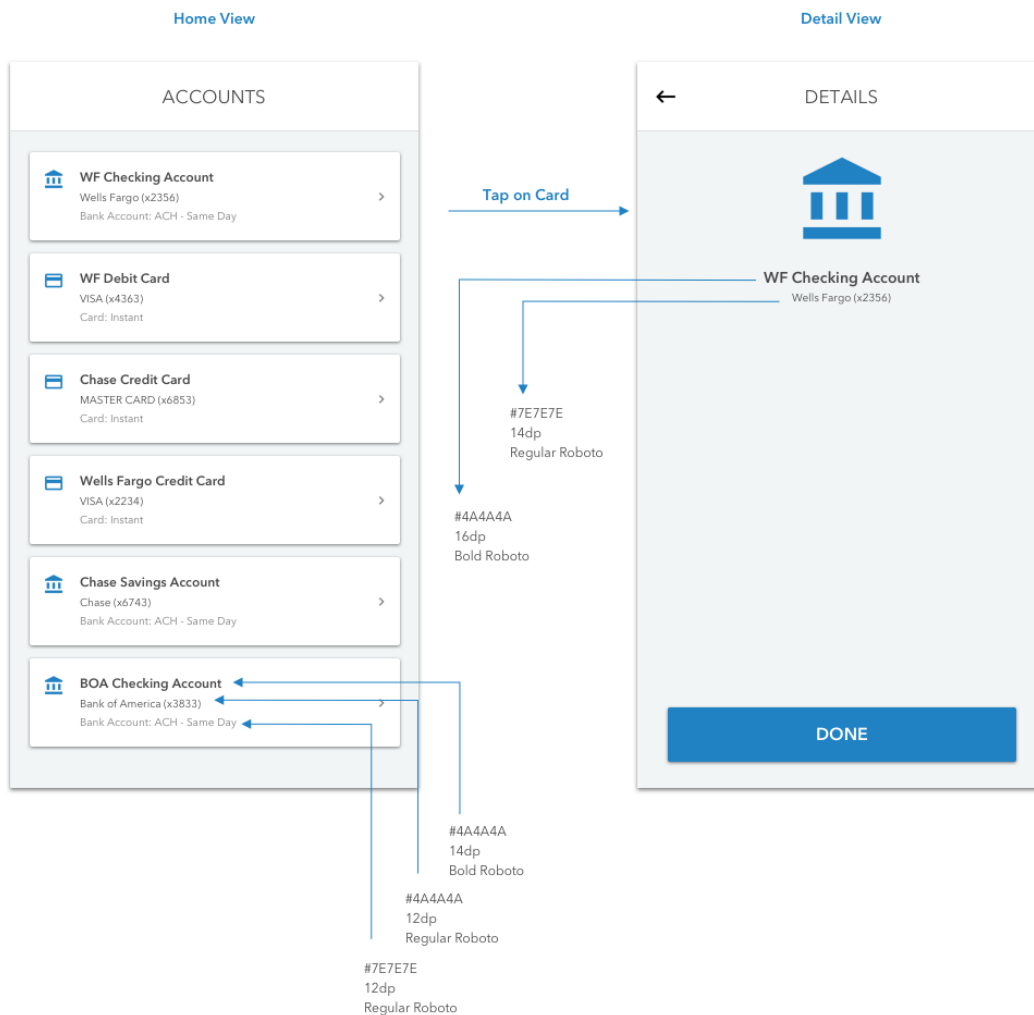 Home View
Detail View
ACCOUNTS
DETAILS
WF Checking Account
Wells Fargo (x2356)
Bank Account: ACH - Same Day
Tap on Card
WF Debit Card
VISA (x4363)
Card: Instant
Chase Credit Card
MASTER CARD (x6853)
Card: Instant
Wells Fargo Credit Card
VISA (x2234)
Card: Instant
Chase Savings Account
Chase (x6743)
Bank Account: ACH - Same Day
BOA Checking Account
Bank of America (x3833)
Bank Account: ACH - Same Day
WF Checking Account
Wells Fargo (x2356)
#7E7E7E
14dp
Regular Roboto
#4A4A4A
16dp
Bold Roboto
DONE
#4A4A4A
14dp
Bold Roboto
#4A4A4A
12dp
Regular Roboto
#7E7E7E
12dp
Regular Roboto